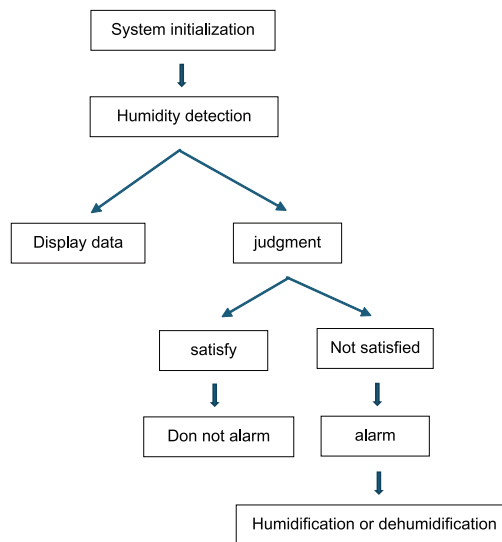 System initialization
Humidity detection
Display data
judgment
satisfy
Not satisfied
Don not alarm
alarm
Humidification or dehumidification